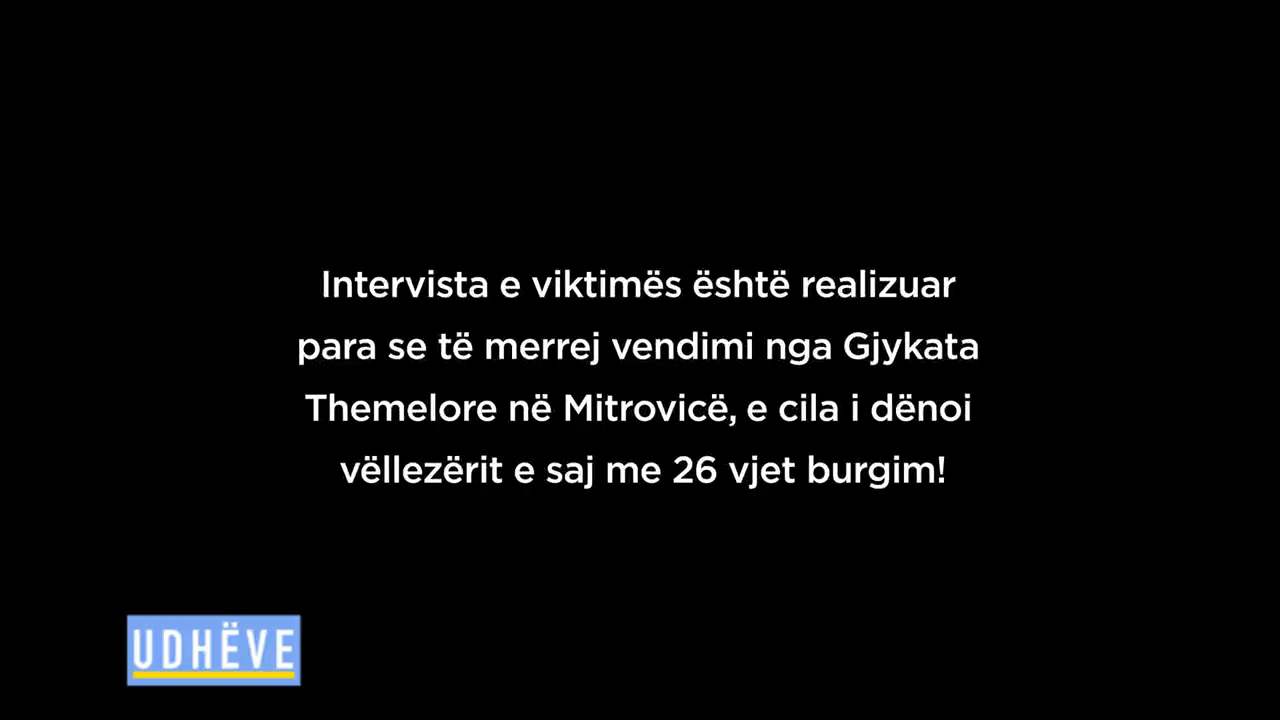 Intervista e viktimës është realizuar
para se të merrej vendimi nga Gjykata
Themelore në Mitrovicë, e cila i dënoi
vëllezërit e saj me 26 vjet burgim!
UDHËVE